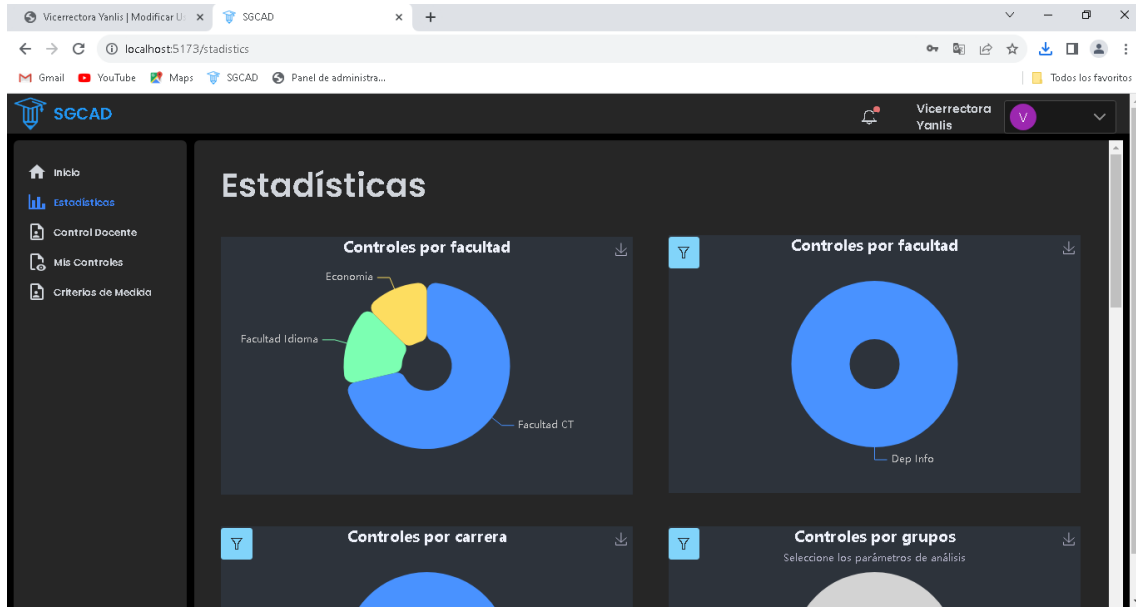 Vicerrectora Yanlis | Modificar Us
SGCAD
localhost:5173/stadistics
Gmail
YouTube
Maps
SGCAD
Panel de administra...
Todos los favoritos
SGCAD
Vicerrectora
Yanlis
V
Inicio
Estadísticas
Control Docente
Mis Controles
Criterios de Medida
Estadísticas
Controles por facultad
Economia
Facultad Idioma
Facultad CT
Controles por facultad
Dep Info
Controles por carrera
Controles por grupos
Seleccione los parámetros de análisis